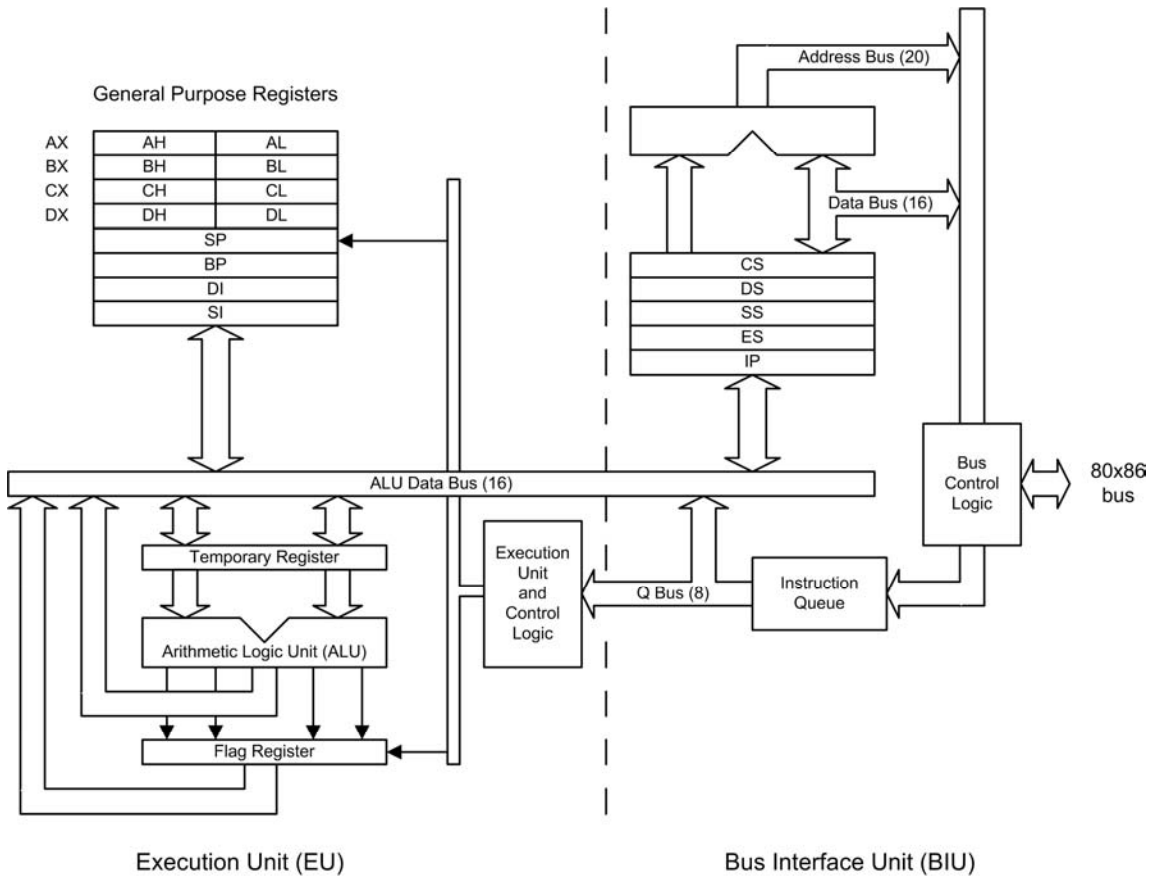 General Purpose Registers
AX AH AL
BX BH BL
CX CH CL
DX DH DL
SP
BP
DI
SI
Address Bus (20)
Data Bus (16)
CS
DS
SS
ES
IP
ALU Data Bus (16)
Bus
Control
Logic
80x86
bus
Temporary Register
Arithmetic Logic Unit (ALU)
Flag Register
Execution
Unit
and
Control
Logic
Q Bus (8)
Instruction
Queue
Execution Unit (EU)
Bus Interface Unit (BIU)